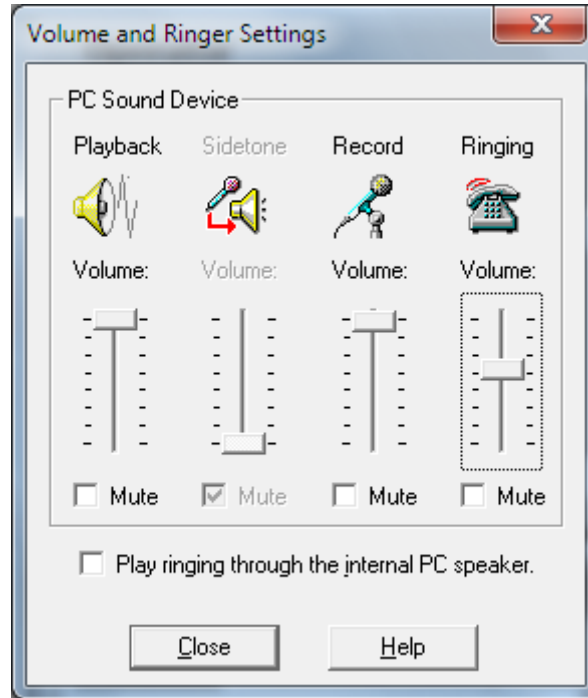 Volume and Ringer Settings
PC Sound Device
Playback Sidetone Record Ringing
Volume: Volume: Volume: Volume:
Mute Mute Mute Mute
Play ringing through the internal PC speaker.
Close Help